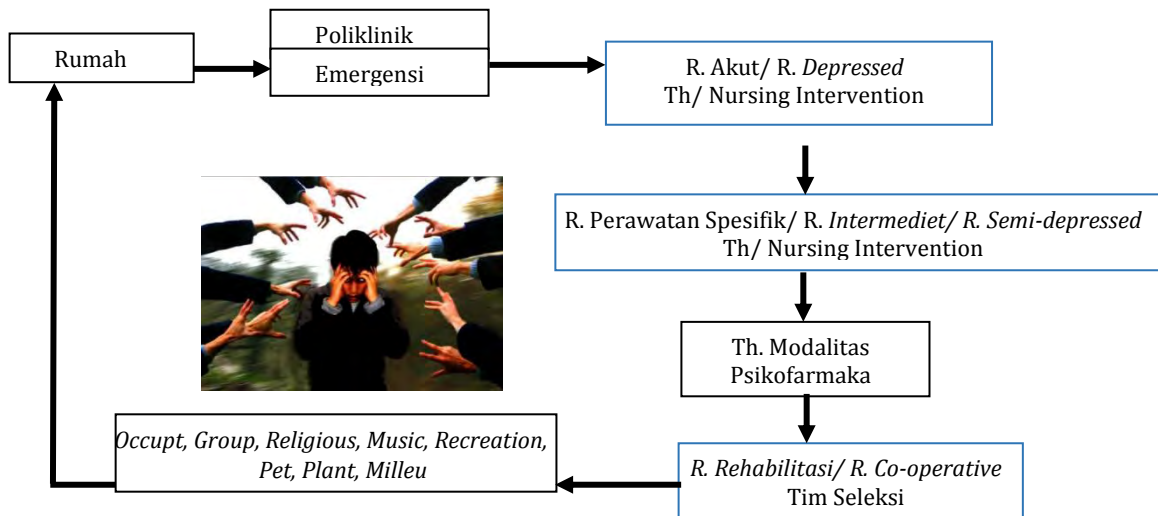 Rumah
Poliklinik
Emergensi
R. Akut/ R. Depressed
Th/ Nursing Intervention
R. Perawatan Spesifik/ R. Intermediet/ R. Semi-depressed
Th/ Nursing Intervention
Th. Modalitas
Psikofarmaka
R. Rehabilitasi/ R. Co-operative
Tim Seleksi
Occupt, Group, Religious, Music, Recreation,
Pet, Plant, Milleu